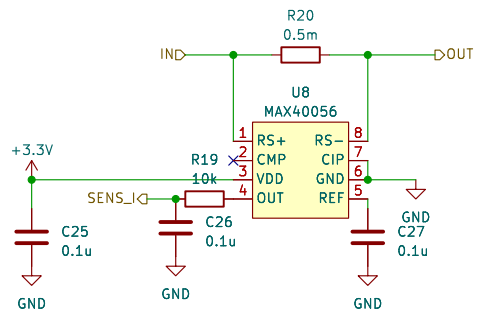 R20
0.5m
IN
OUT
U8
MAX40056
1
RS+
RS-
8
2
CMP
CIP
7
3
VDD
GND
6
4
OUT
REF
5
+3.3V
R19
10k
SENS_I
C25
0.1u
C26
0.1u
C27
0.1u
GND
GND
GND
GND